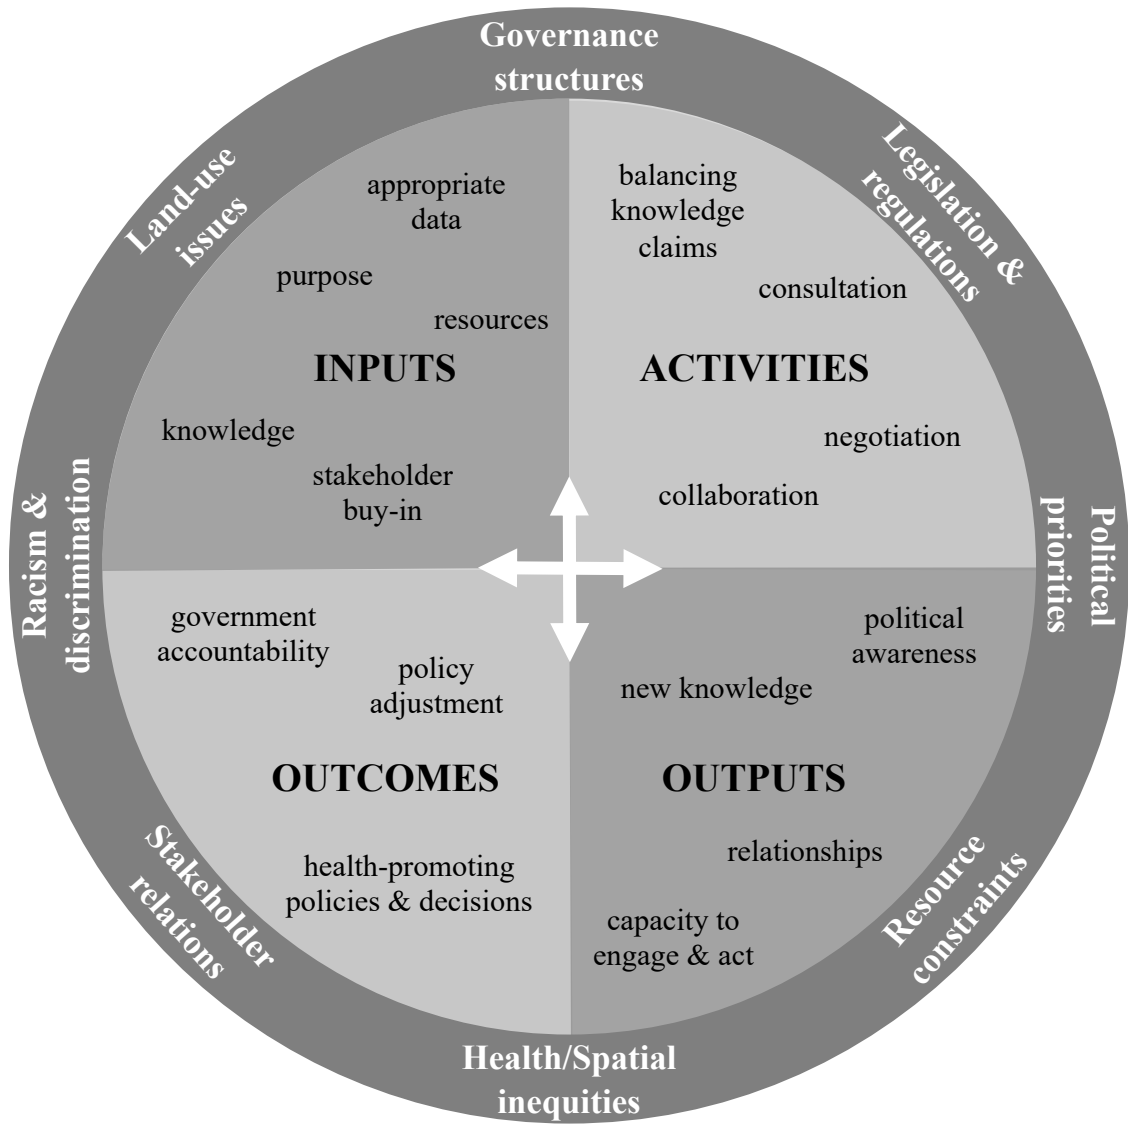 Governance
structures
Legislation &
regulations
Political
priorities
Resource
constraints
Health/Spatial
inequities
Stakeholder
relations
Racism &
discrimination
Land-use
issues
appropriate
data
purpose
resources
INPUTS
knowledge
stakeholder
buy-in
balancing
knowledge
claims
consultation
ACTIVITIES
negotiation
collaboration
government
accountability
policy
adjustment
OUTCOMES
health-promoting
policies & decisions
political
awareness
new knowledge
OUTPUTS
relationships
capacity to
engage & act